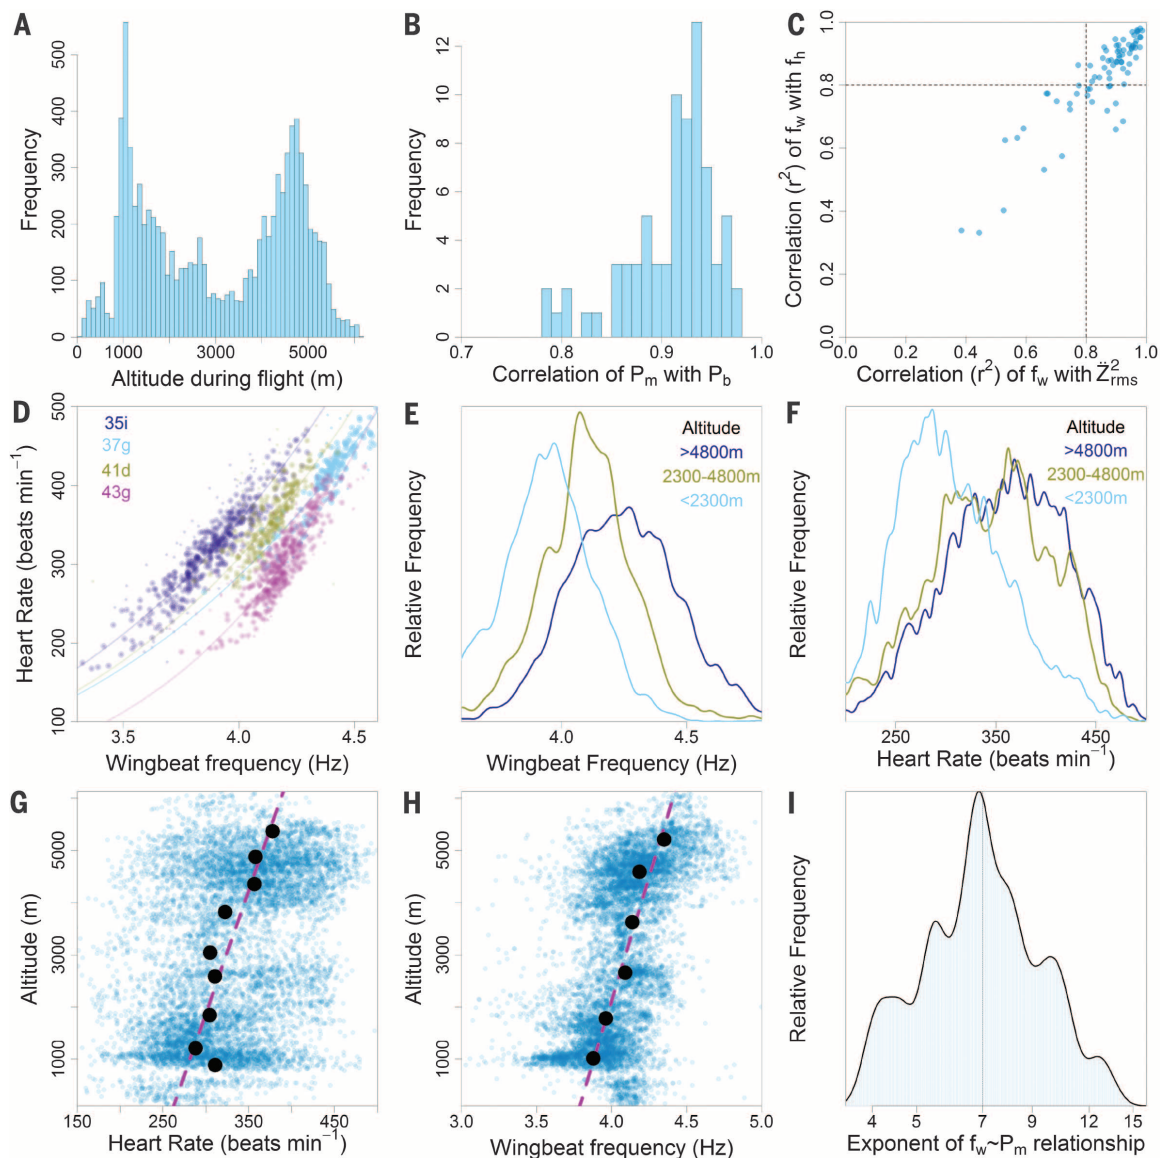 A
Frequency
0
100
200
300
400
500
0
1000
3000
5000
Altitude during flight (m)
B
Frequency
0
2
4
6
8
10
12
0.7
0.8
0.9
1.0
Correlation of Pm with Pb
C
Correlation (r²) of fw with fh
0.0
0.2
0.4
0.6
0.8
1.0
0.0
0.2
0.4
0.6
0.8
1.0
Correlation (r²) of fw with Z̈²rms
D
Heart Rate (beats min⁻¹)
100
200
300
400
500
35i
37g
41d
43g
3.5
4.0
4.5
Wingbeat frequency (Hz)
E
Relative Frequency
Altitude
>4800m
2300-4800m
<2300m
4.0
4.5
Wingbeat Frequency (Hz)
F
Relative Frequency
Altitude
>4800m
2300-4800m
<2300m
250
350
450
Heart Rate (beats min⁻¹)
G
Altitude (m)
1000
3000
5000
150
250
350
450
Heart Rate (beats min⁻¹)
H
Altitude (m)
1000
3000
5000
3.0
3.5
4.0
4.5
5.0
Wingbeat frequency (Hz)
I
Relative Frequency
4
5
7
9
12
15
Exponent of fw~Pm relationship